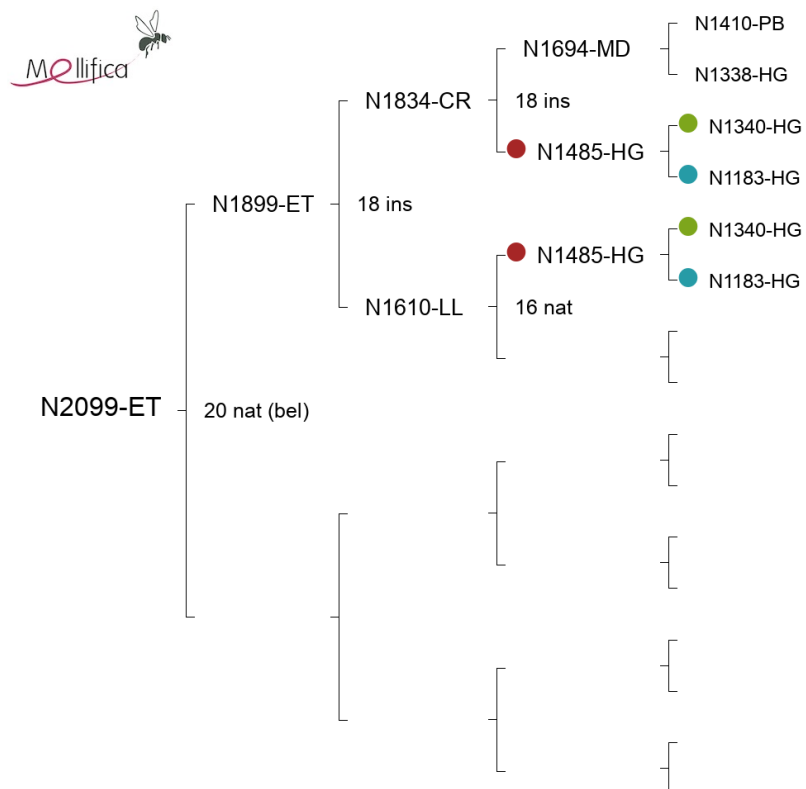 Mellifica
N1410-PB
N1694-MD
N1338-HG
N1834-CR
18 ins
N1340-HG
N1485-HG
N1183-HG
N1899-ET
18 ins
N1340-HG
N1485-HG
N1183-HG
N1610-LL
16 nat
N2099-ET
20 nat (bel)